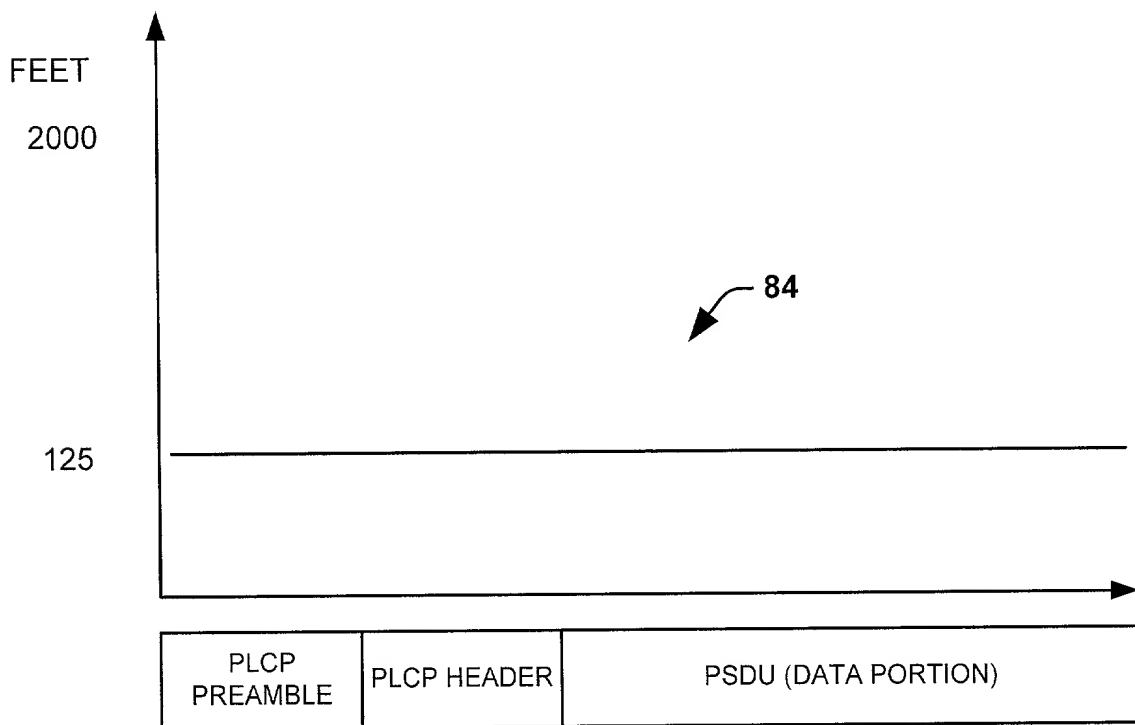 FEET
2000
84
125
PLCP
PREAMBLE
PLCP HEADER
PSDU (DATA PORTION)